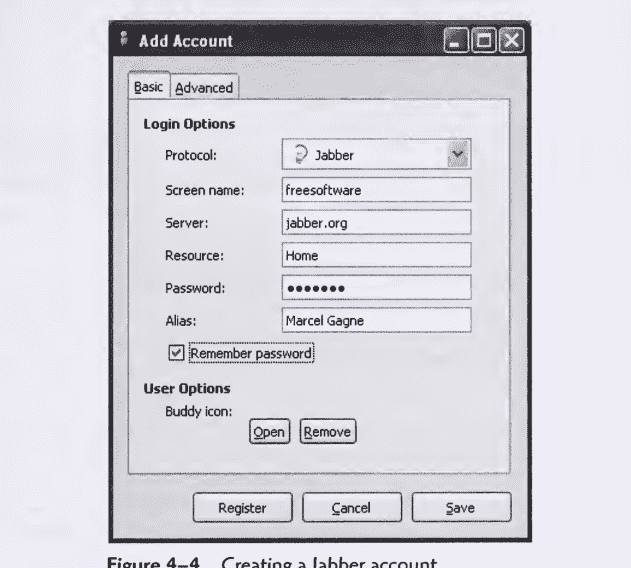 Add Account
Basic Advanced
Login Options
Protocol: Jabber
Screen name: freesoftware
Server: jabber.org
Resource: Home
Password: •••••••
Alias: Marcel Gagne
Remember password
User Options
Buddy icon:
Open Remove
Register Cancel Save
Figure 4–4 Creating a Jabber account